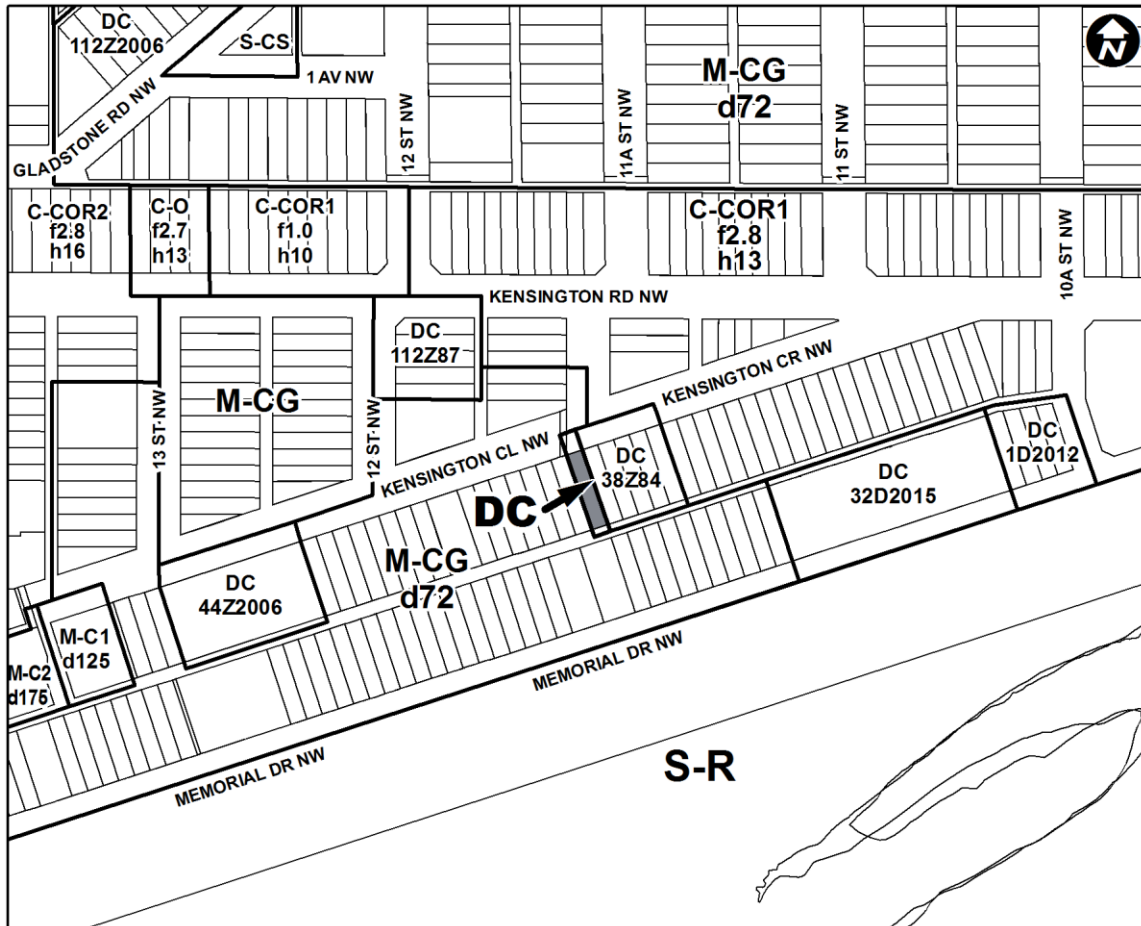 DC
112Z2006
S-CS
N
1 AV NW
M-CG
d72
GLADSTONE RD NW
12 ST NW
11A ST NW
11 ST NW
C-COR2
f2.8
h16
C-O
f2.7
h13
C-COR1
f1.0
h10
C-COR1
f2.8
h13
10A ST NW
KENSINGTON RD NW
DC
112Z87
KENSINGTON CR NW
M-CG
13 ST NW
12 ST NW
KENSINGTON CL NW
DC
38Z84
DC
1D2012
DC
32D2015
DC
M-CG
d72
DC
44Z2006
M-C1
d125
M-C2
d175
MEMORIAL DR NW
MEMORIAL DR NW
S-R